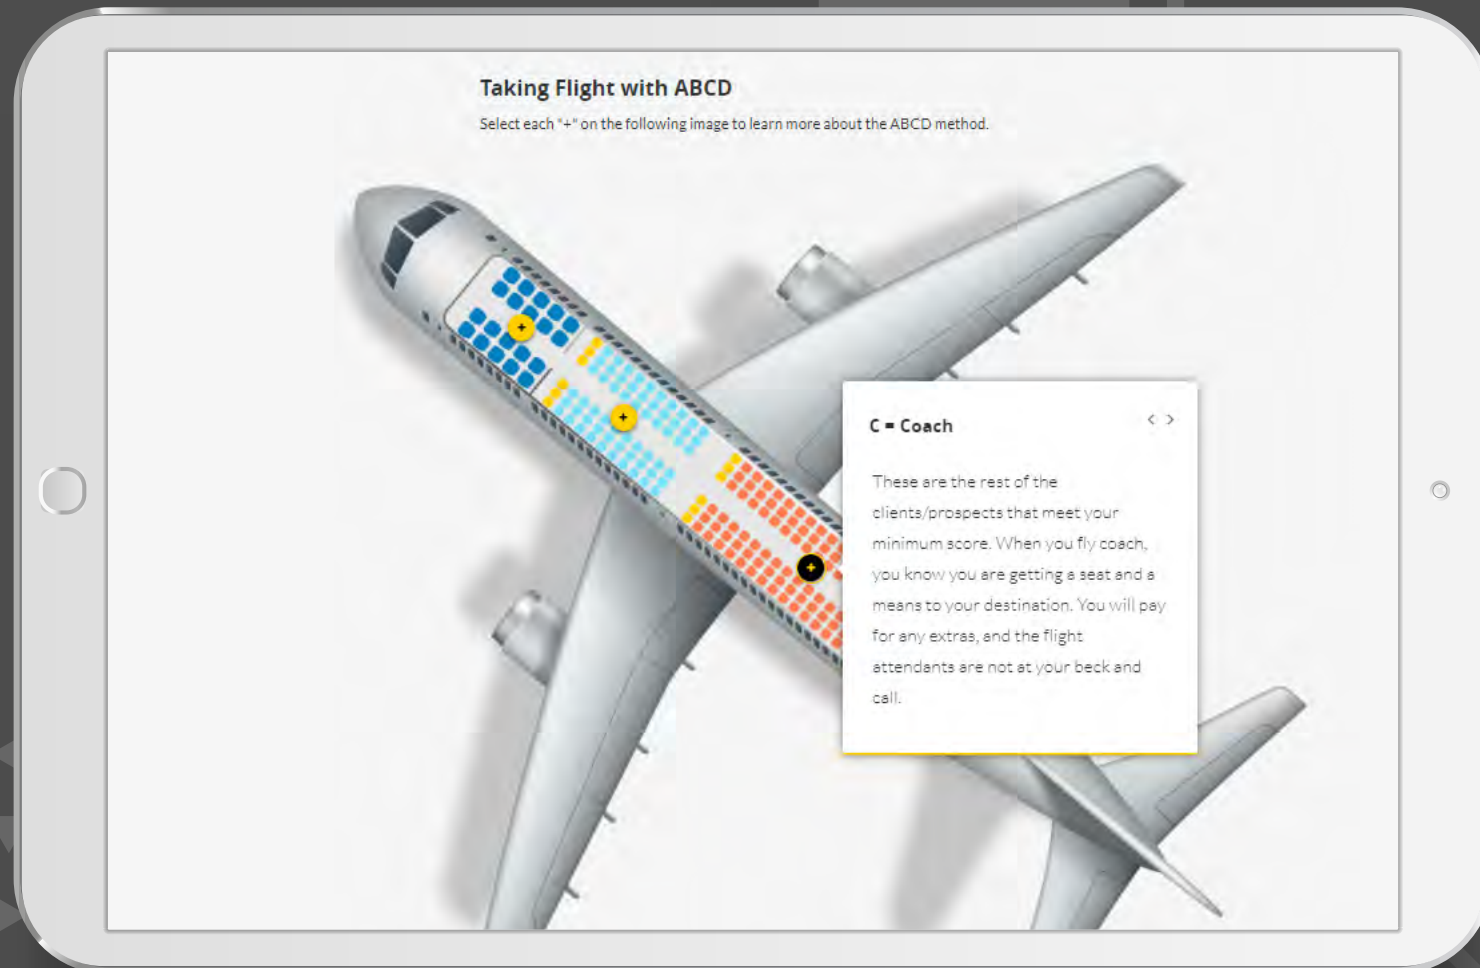 Taking Flight with ABCD
Select each "+" on the following image to learn more about the ABCD method.
+
+
+
C = Coach
< >
These are the rest of the
clients/prospects that meet your
minimum score. When you fly coach,
you know you are getting a seat and a
means to your destination. You will pay
for any extras, and the flight
attendants are not at your beck and
call.